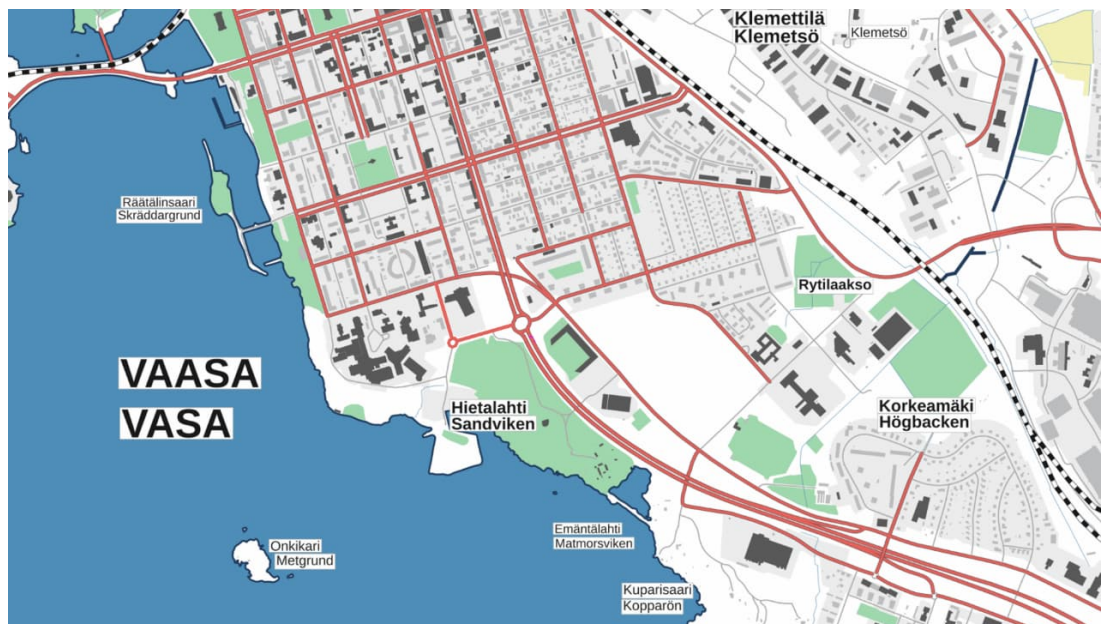 Klemettilä
Klemetsö
Klemetsö
Räätälinsaari
Skräddargrund
Rytilaakso
VAASA
VASA
Hietalahti
Sandviken
Korkeamäki
Högbacken
Emäntälahti
Matmorsviken
Onkikari
Metgrund
Kuparisaari
Kopparön